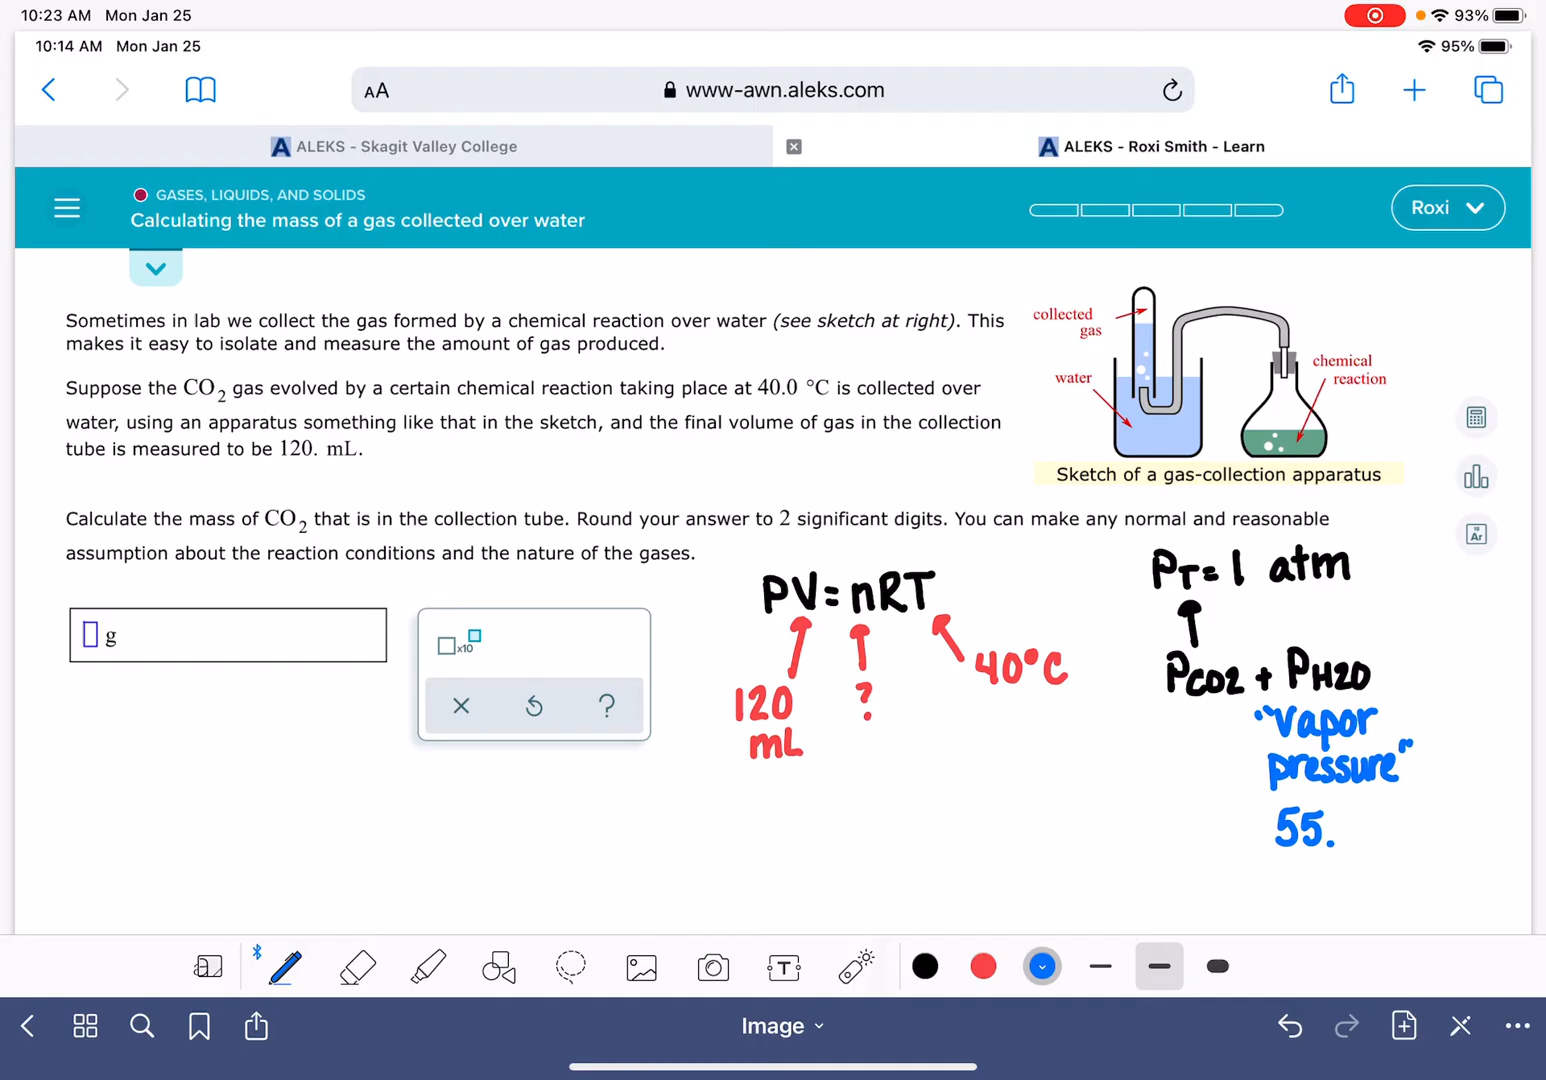 10:23 AM Mon Jan 25
93%
10:14 AM Mon Jan 25
95%
AA
www-awn.aleks.com
A ALEKS - Skagit Valley College
A ALEKS - Roxi Smith - Learn
GASES, LIQUIDS, AND SOLIDS
Calculating the mass of a gas collected over water
Roxi
Sometimes in lab we collect the gas formed by a chemical reaction over water (see sketch at right). This
makes it easy to isolate and measure the amount of gas produced.
Suppose the CO₂ gas evolved by a certain chemical reaction taking place at 40.0 °C is collected over
water, using an apparatus something like that in the sketch, and the final volume of gas in the collection
tube is measured to be 120. mL.
collected
gas
water
chemical
reaction
Sketch of a gas-collection apparatus
Calculate the mass of CO₂ that is in the collection tube. Round your answer to 2 significant digits. You can make any normal and reasonable
assumption about the reaction conditions and the nature of the gases.
18
Ar
g
x10
?
PV=nRT
120
mL
?
40°C
PT=1 atm
PCO2 + PH2O
"Vapor
pressure"
55.
a
T
Image